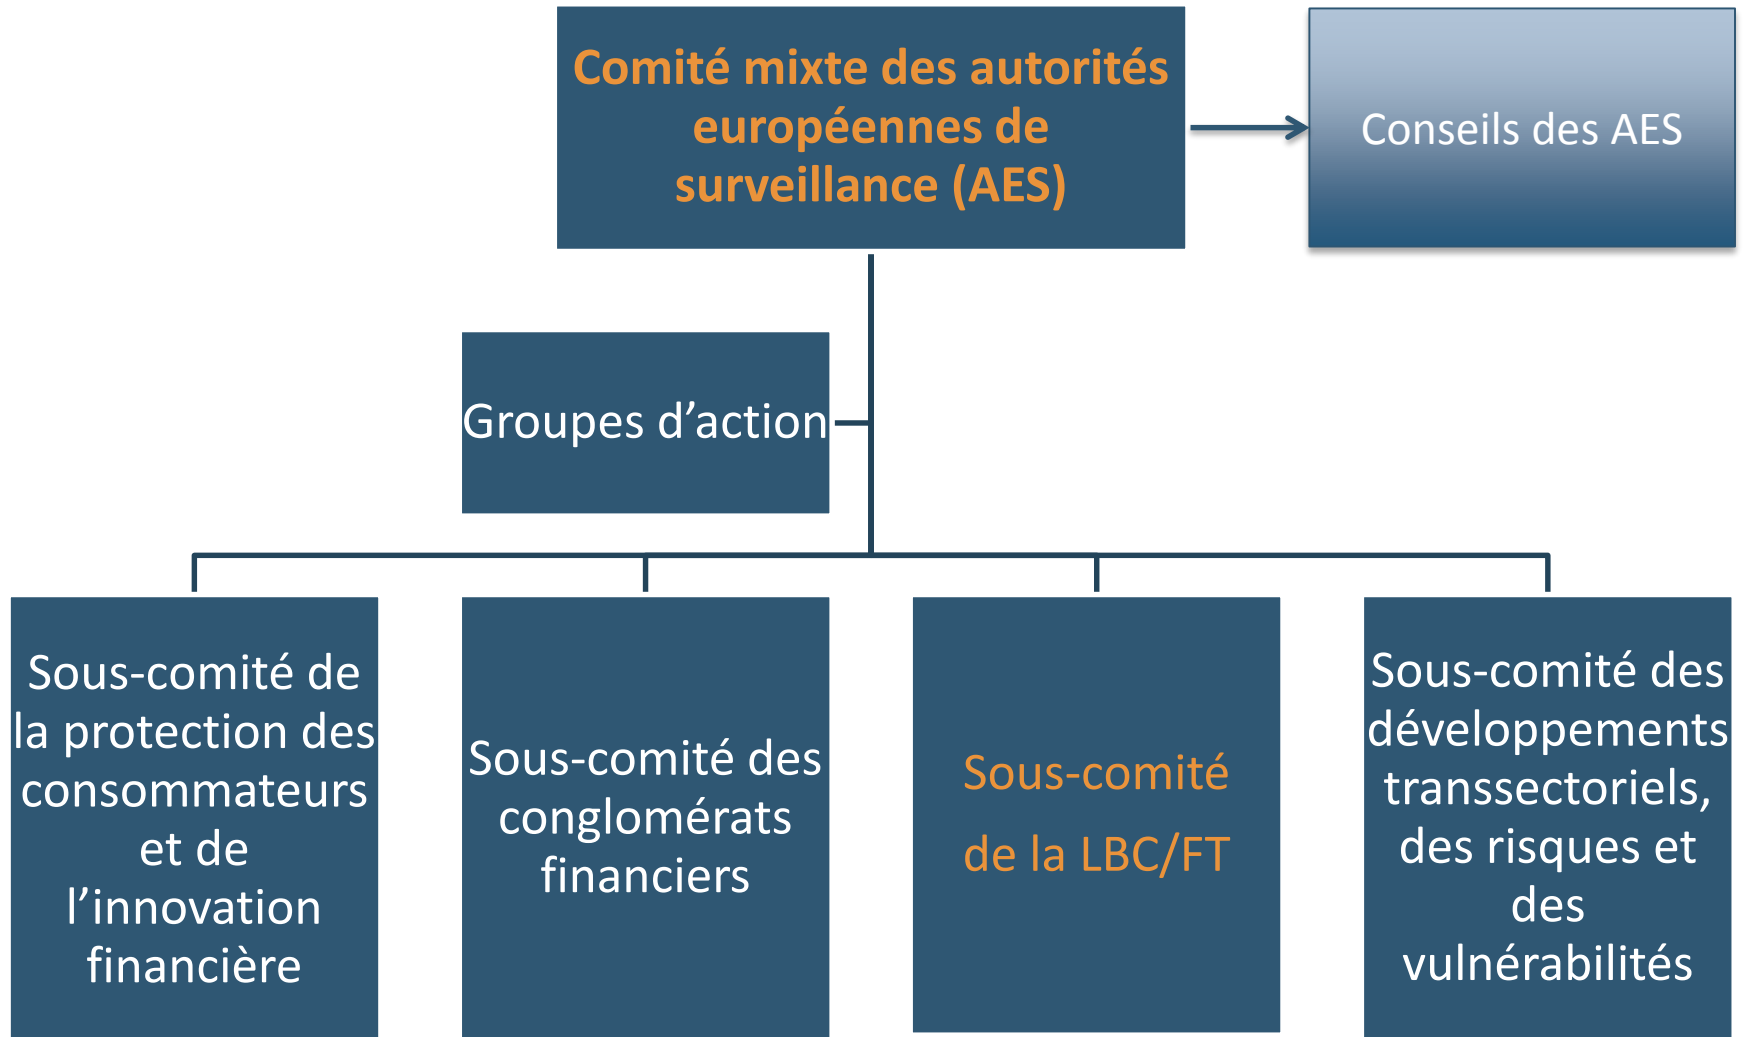 Comité mixte des autorités
européennes de
surveillance (AES)
Conseils des AES
Groupes d’action
Sous-comité de
la protection des
consommateurs
et de
l’innovation
financière
Sous-comité des
conglomérats
financiers
Sous-comité
de la LBC/FT
Sous-comité des
développements
transsectoriels,
des risques et
des
vulnérabilités